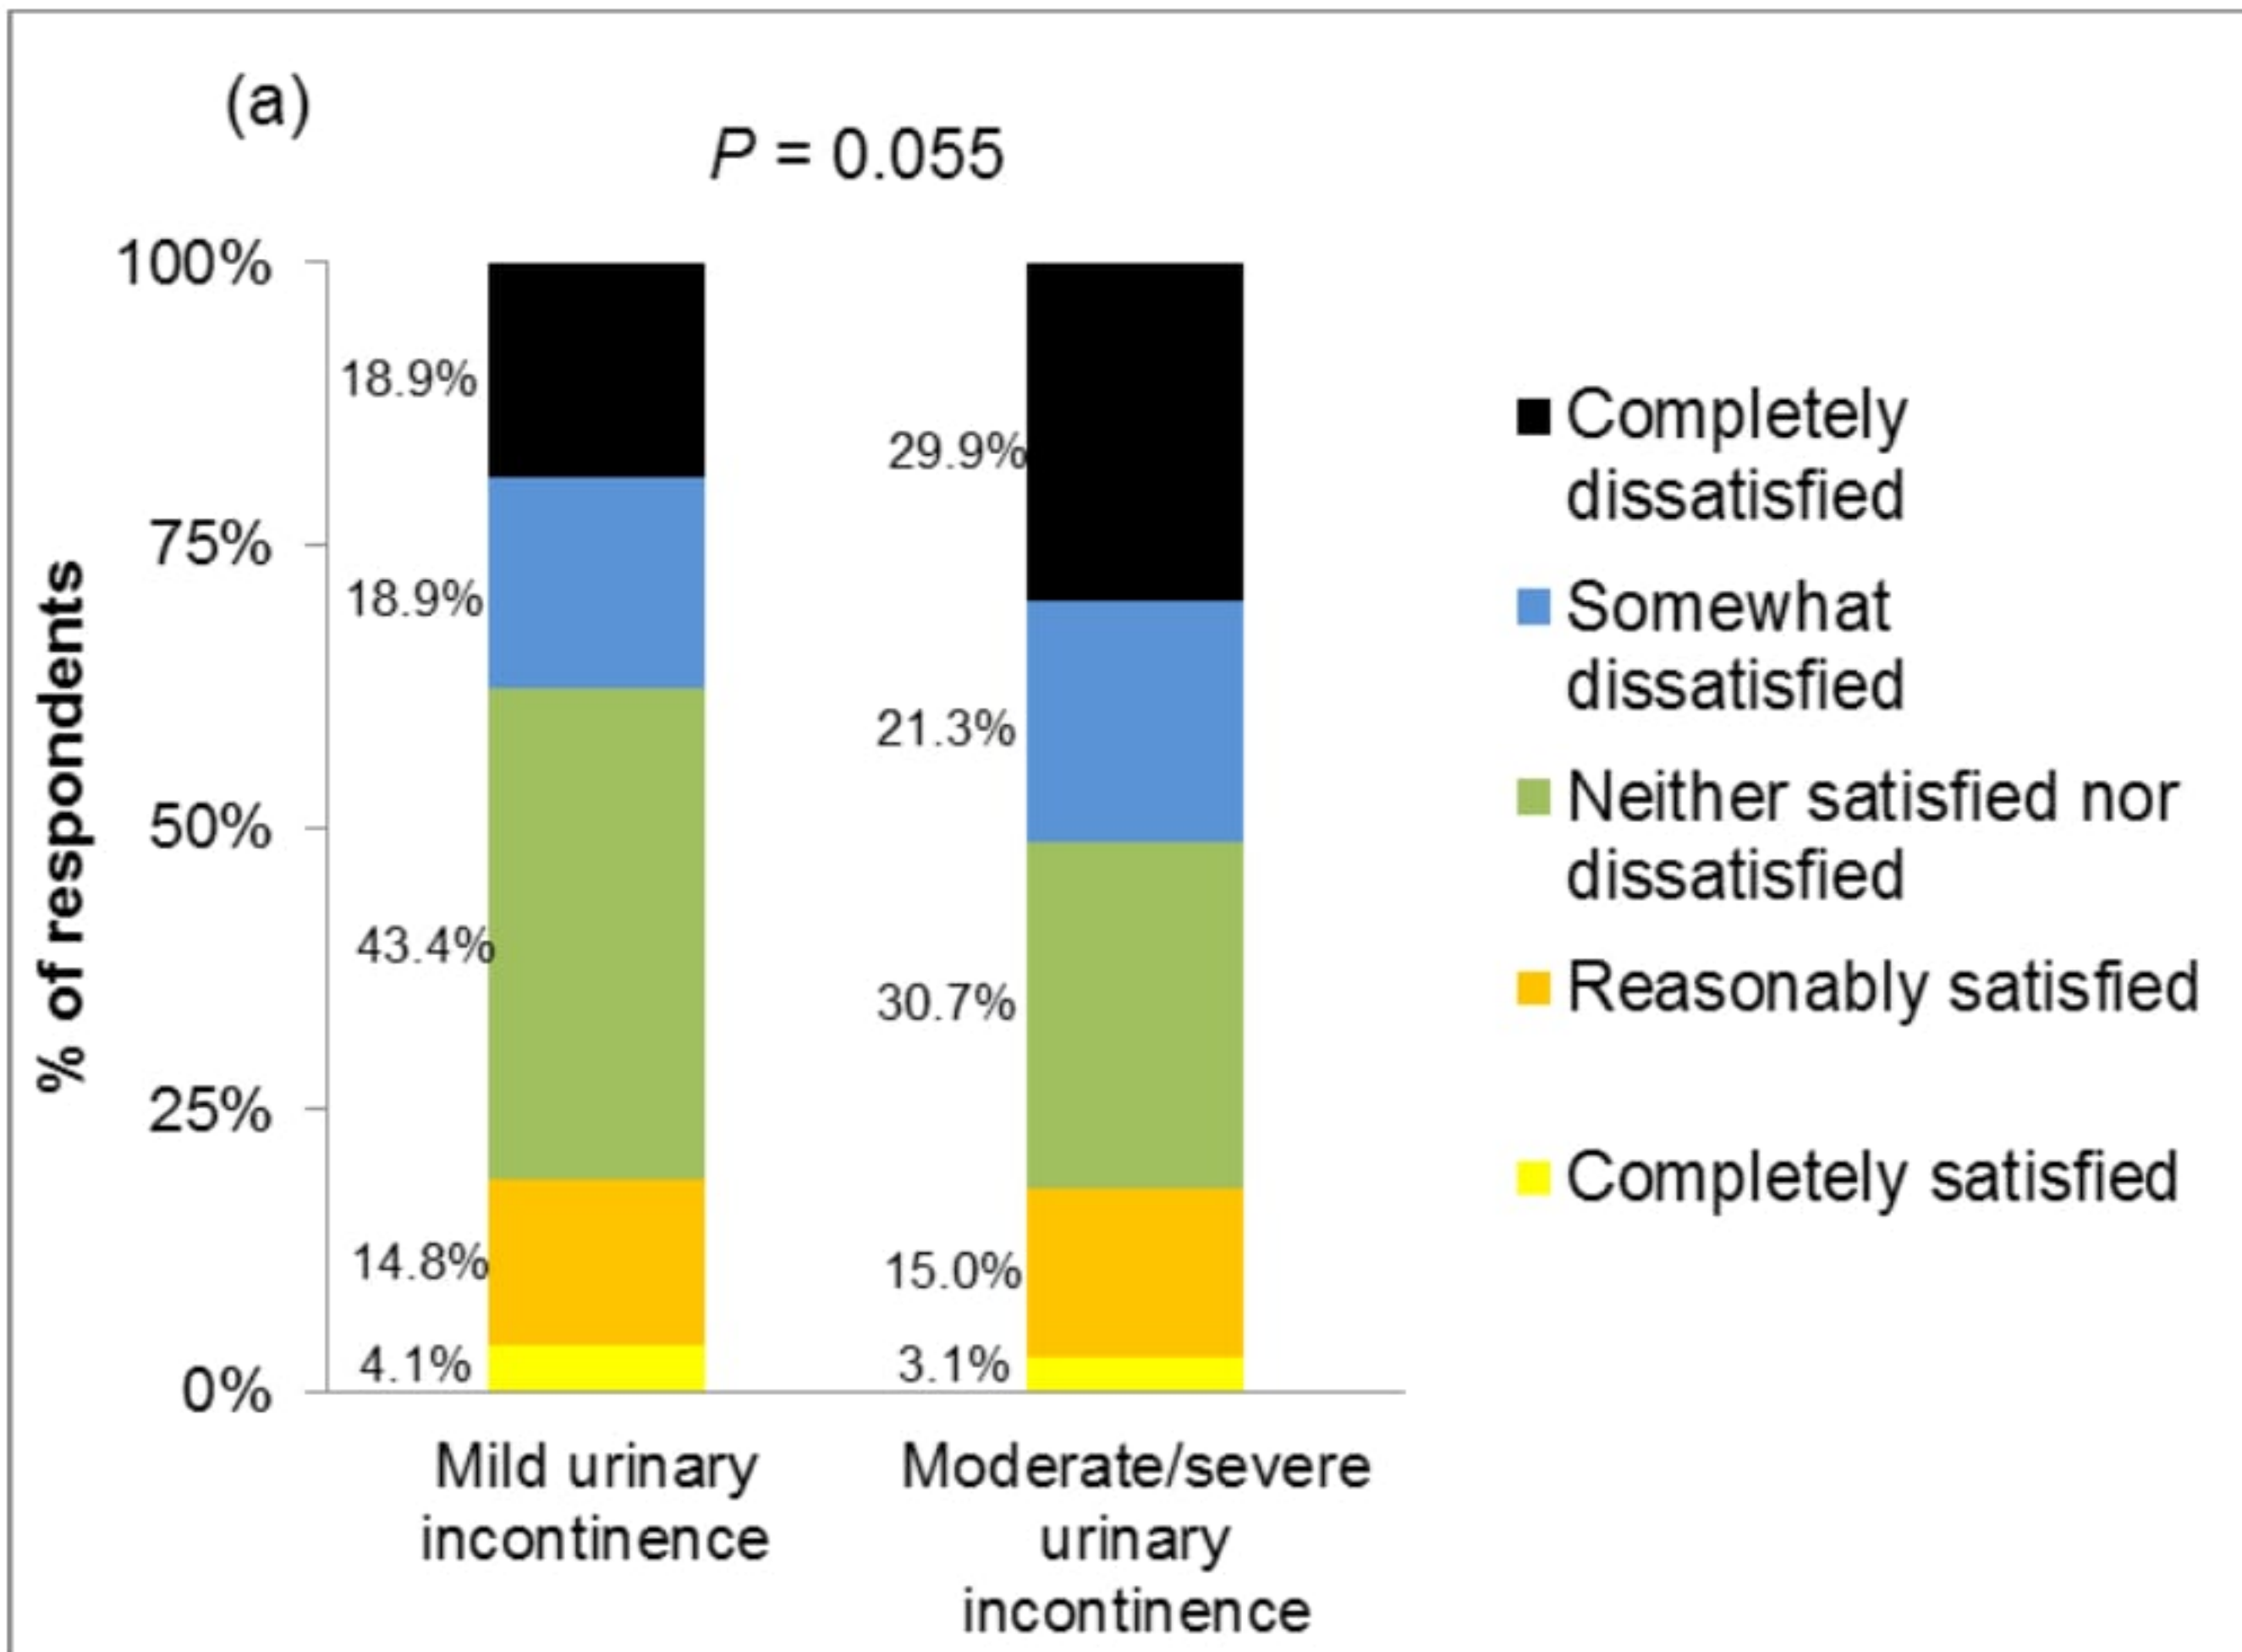 (a)
P = 0.055
% of respondents
100%
75%
50%
25%
0%
18.9%
18.9%
43.4%
14.8%
4.1%
29.9%
21.3%
30.7%
15.0%
3.1%
Mild urinary
incontinence
Moderate/severe
urinary
incontinence
Completely
dissatisfied
Somewhat
dissatisfied
Neither satisfied nor
dissatisfied
Reasonably satisfied
Completely satisfied